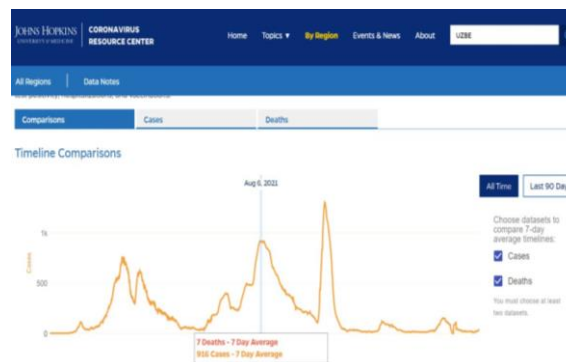 JOHNS HOPKINS
UNIVERSITY & MEDICINE
CORONAVIRUS
RESOURCE CENTER
Home Topics ▼ By Region Events & News About UZBE
All Regions Data Notes
Comparisons Cases Deaths
Timeline Comparisons
Aug 6, 2021
All Time Last 90 Day
Choose datasets to
compare 7-day
average timelines:
Cases
Deaths
You must choose at least
two datasets.
Cases
1k
500
0
7 Deaths - 7 Day Average
916 Cases - 7 Day Average